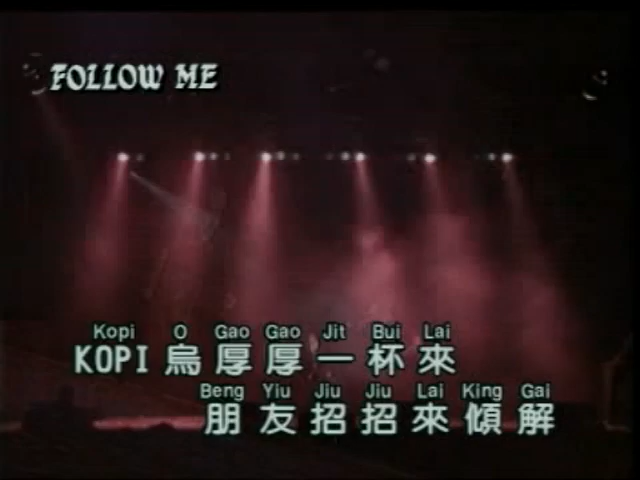 FOLLOW ME
Kopi O Gao Gao Jit Bui Lai
KOPI 烏厚厚一杯來
Beng Yiu Jiu Jiu Lai King Gai
朋友招招來傾解